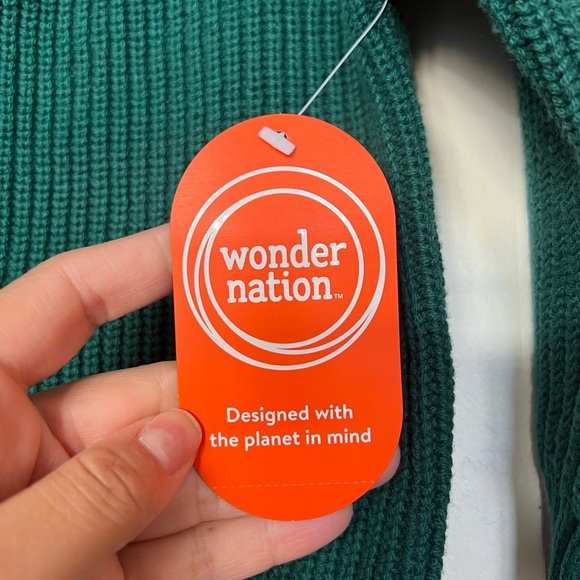 wonder
nation™
Designed with
the planet in mind